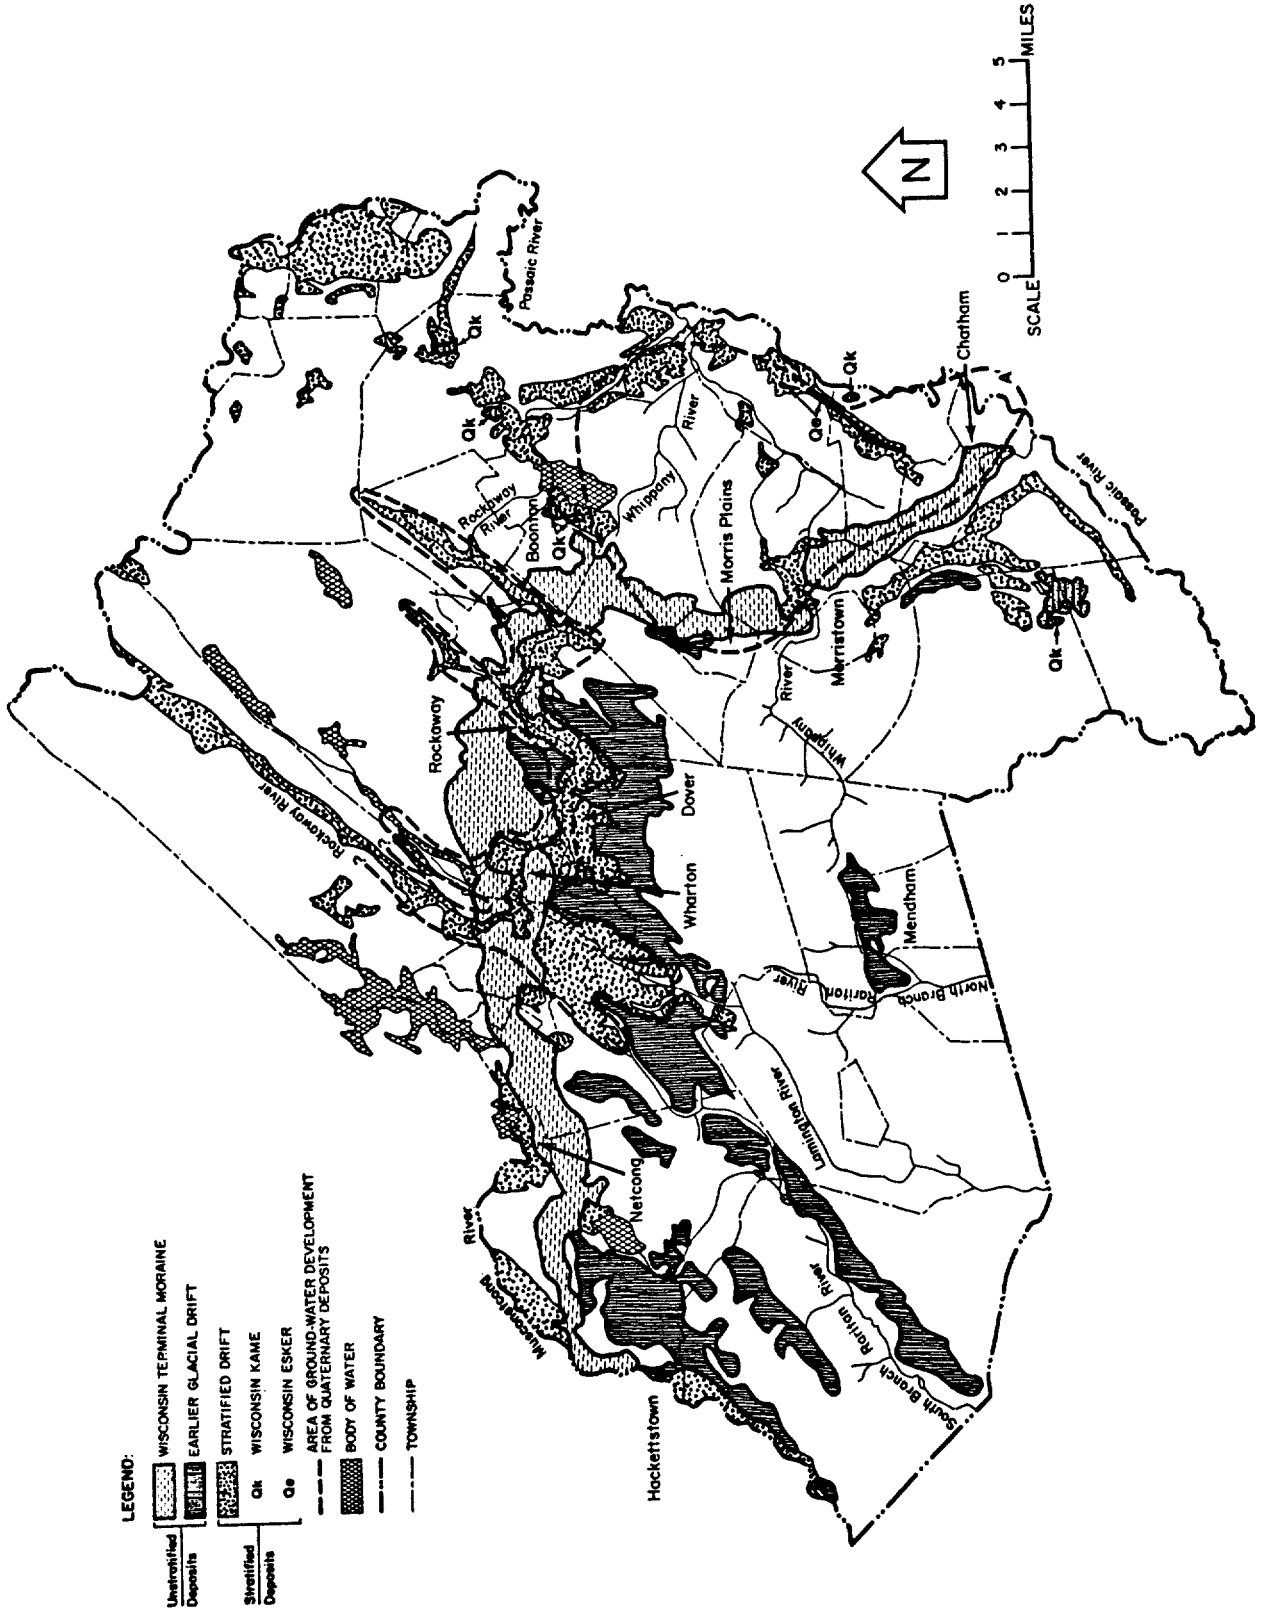 LEGEND:
Unstratified
Deposits
WISCONSIN TERMINAL MORAINE
EARLIER GLACIAL DRIFT
Stratified
Deposits
STRATIFIED DRIFT
Qk WISCONSIN KAME
Qe WISCONSIN ESKER
AREA OF GROUND-WATER DEVELOPMENT
FROM QUATERNARY DEPOSITS
BODY OF WATER
COUNTY BOUNDARY
TOWNSHIP
Hackettstown
Musconetcong
River
Netcong
South Branch
Raritan
River
Lamington River
North Branch
Raritan
River
Mendham
Wharton
Dover
Rockaway
Rockaway River
Whippany
River
Morristown
Morris Plains
Boonton
Qk
Rockaway
River
Whippany
River
Qk
Qk
Passaic River
Qe
Qk
Chatham
A
Passaic River
Qk
N
0 1 2 3 4 5
SCALE
MILES